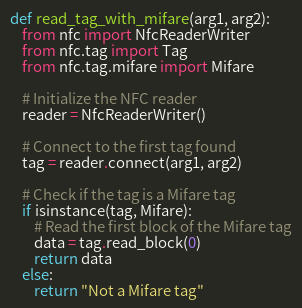 def read_tag_with_mifare(arg1, arg2):
    from nfc import NfcReaderWriter
    from nfc.tag import Tag
    from nfc.tag.mifare import Mifare

    # Initialize the NFC reader
    reader = NfcReaderWriter()

    # Connect to the first tag found
    tag = reader.connect(arg1, arg2)

    # Check if the tag is a Mifare tag
    if isinstance(tag, Mifare):
        # Read the first block of the Mifare tag
        data = tag.read_block(0)
        return data
    else:
        return "Not a Mifare tag"